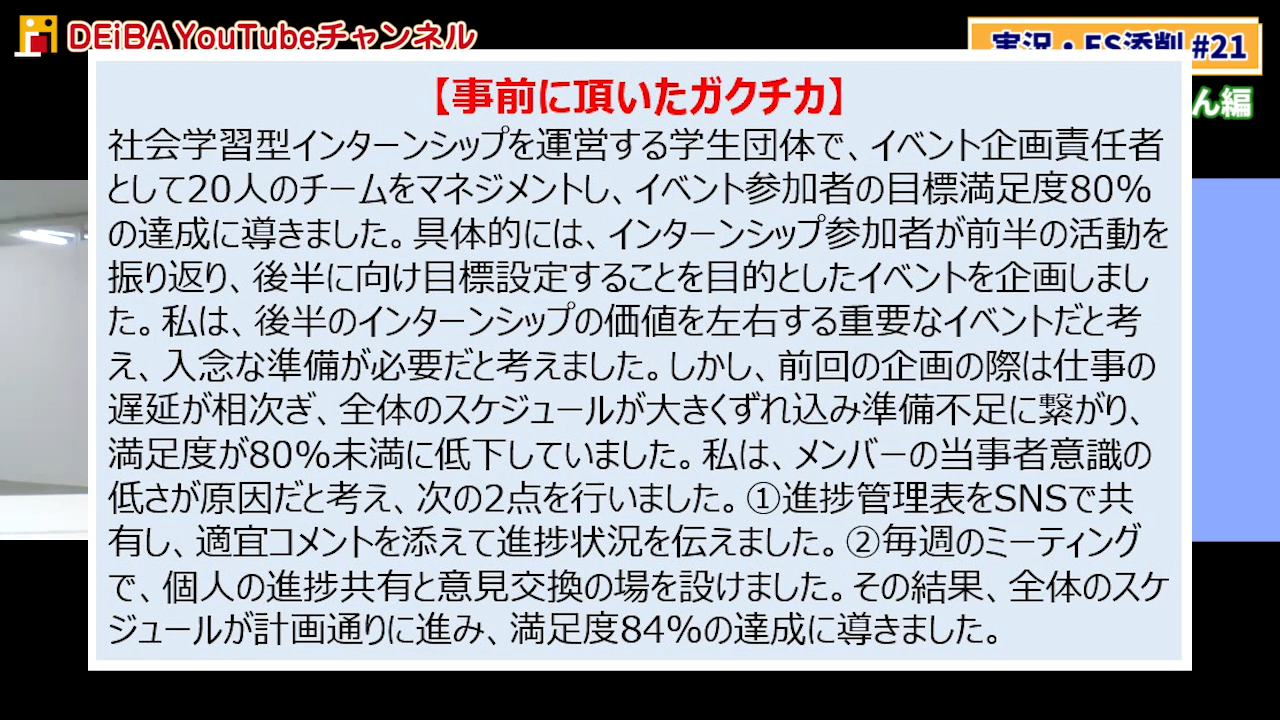 DEiBA YouTubeチャンネル
実況・ES添削 #21
ん編
【事前に頂いたガクチカ】
社会学習型インターンシップを運営する学生団体で、イベント企画責任者
として20人のチームをマネジメントし、イベント参加者の目標満足度80%
の達成に導きました。具体的には、インターンシップ参加者が前半の活動を
振り返り、後半に向け目標設定することを目的としたイベントを企画しまし
た。私は、後半のインターンシップの価値を左右する重要なイベントだと考
え、入念な準備が必要だと考えました。しかし、前回の企画の際は仕事の
遅延が相次ぎ、全体のスケジュールが大きくずれ込み準備不足に繋がり、
満足度が80%未満に低下していました。私は、メンバーの当事者意識の
低さが原因だと考え、次の2点を行いました。①進捗管理表をSNSで共
有し、適宜コメントを添えて進捗状況を伝えました。②毎週のミーティング
で、個人の進捗共有と意見交換の場を設けました。その結果、全体のスケ
ジュールが計画通りに進み、満足度84%の達成に導きました。